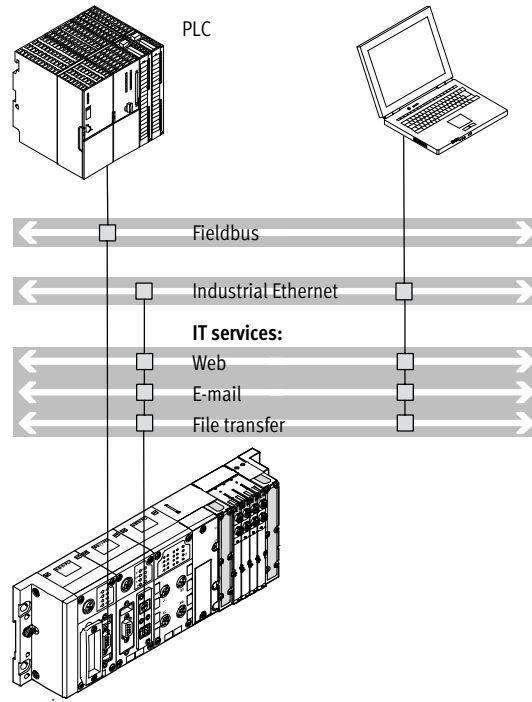 PLC
Fieldbus
Industrial Ethernet
IT services:
Web
E-mail
File transfer